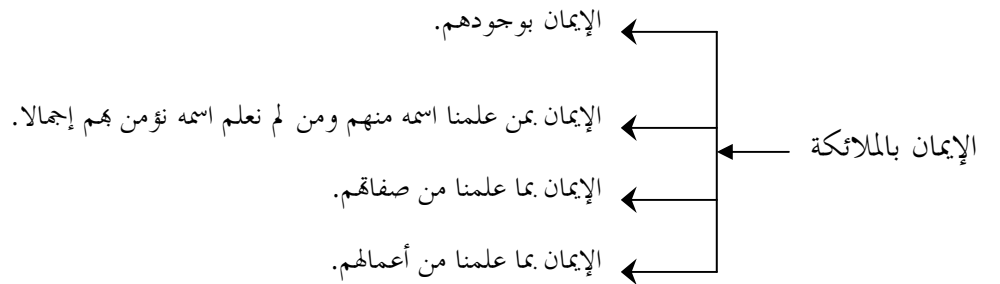 الإيمان بوجودهم.
الإيمان بمن علمنا اسمه منهم ومن لم نعلم اسمه نؤمن بهم إجمالا.
الإيمان بالملائكة
الإيمان بما علمنا من صفاتهم.
الإيمان بما علمنا من أعمالهم.